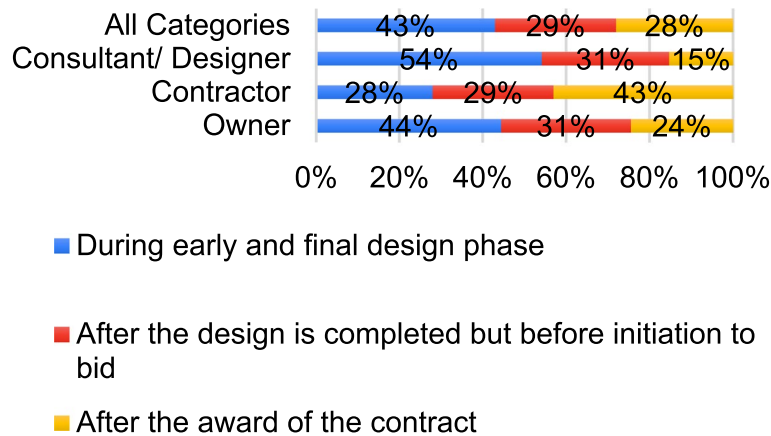 All Categories 43% 29% 28%
Consultant/ Designer 54% 31% 15%
Contractor 28% 29% 43%
Owner 44% 31% 24%
0% 20% 40% 60% 80% 100%
During early and final design phase
After the design is completed but before initiation to
bid
After the award of the contract